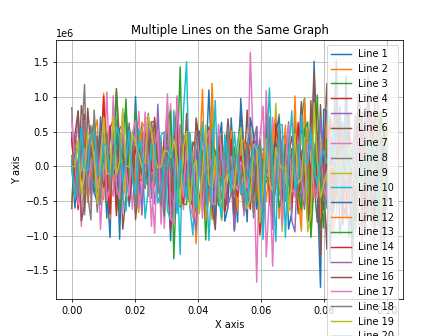 Multiple Lines on the Same Graph
1e6
1.5
1.0
0.5
0.0
−0.5
−1.0
−1.5
Y axis
0.00
0.02
0.04
0.06
X axis
Line 1
Line 2
Line 3
Line 4
Line 5
Line 6
Line 7
Line 8
Line 9
Line 10
Line 11
Line 12
Line 13
Line 14
Line 15
Line 16
Line 17
Line 18
Line 19
Line 20